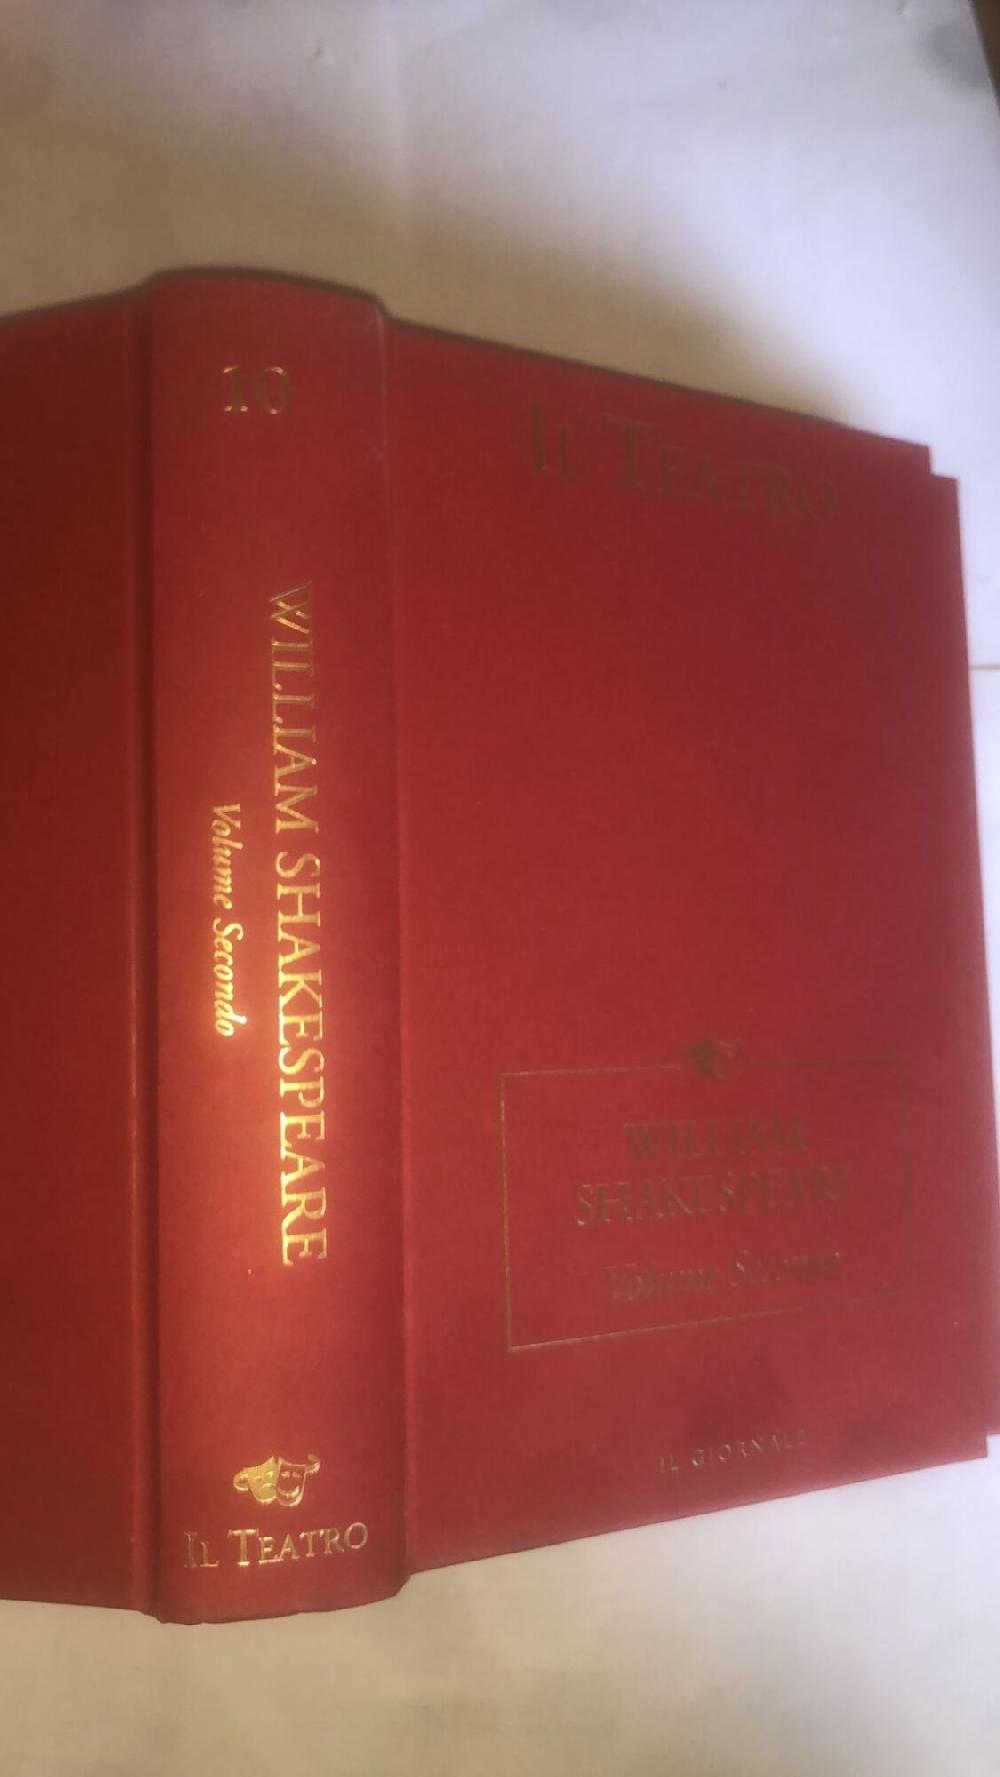 10
WILLIAM SHAKESPEARE
Volume Secondo
IL TEATRO
IL TEATRO
WILLIAM
SHAKESPEARE
Volume Secondo
IL GIORNALE